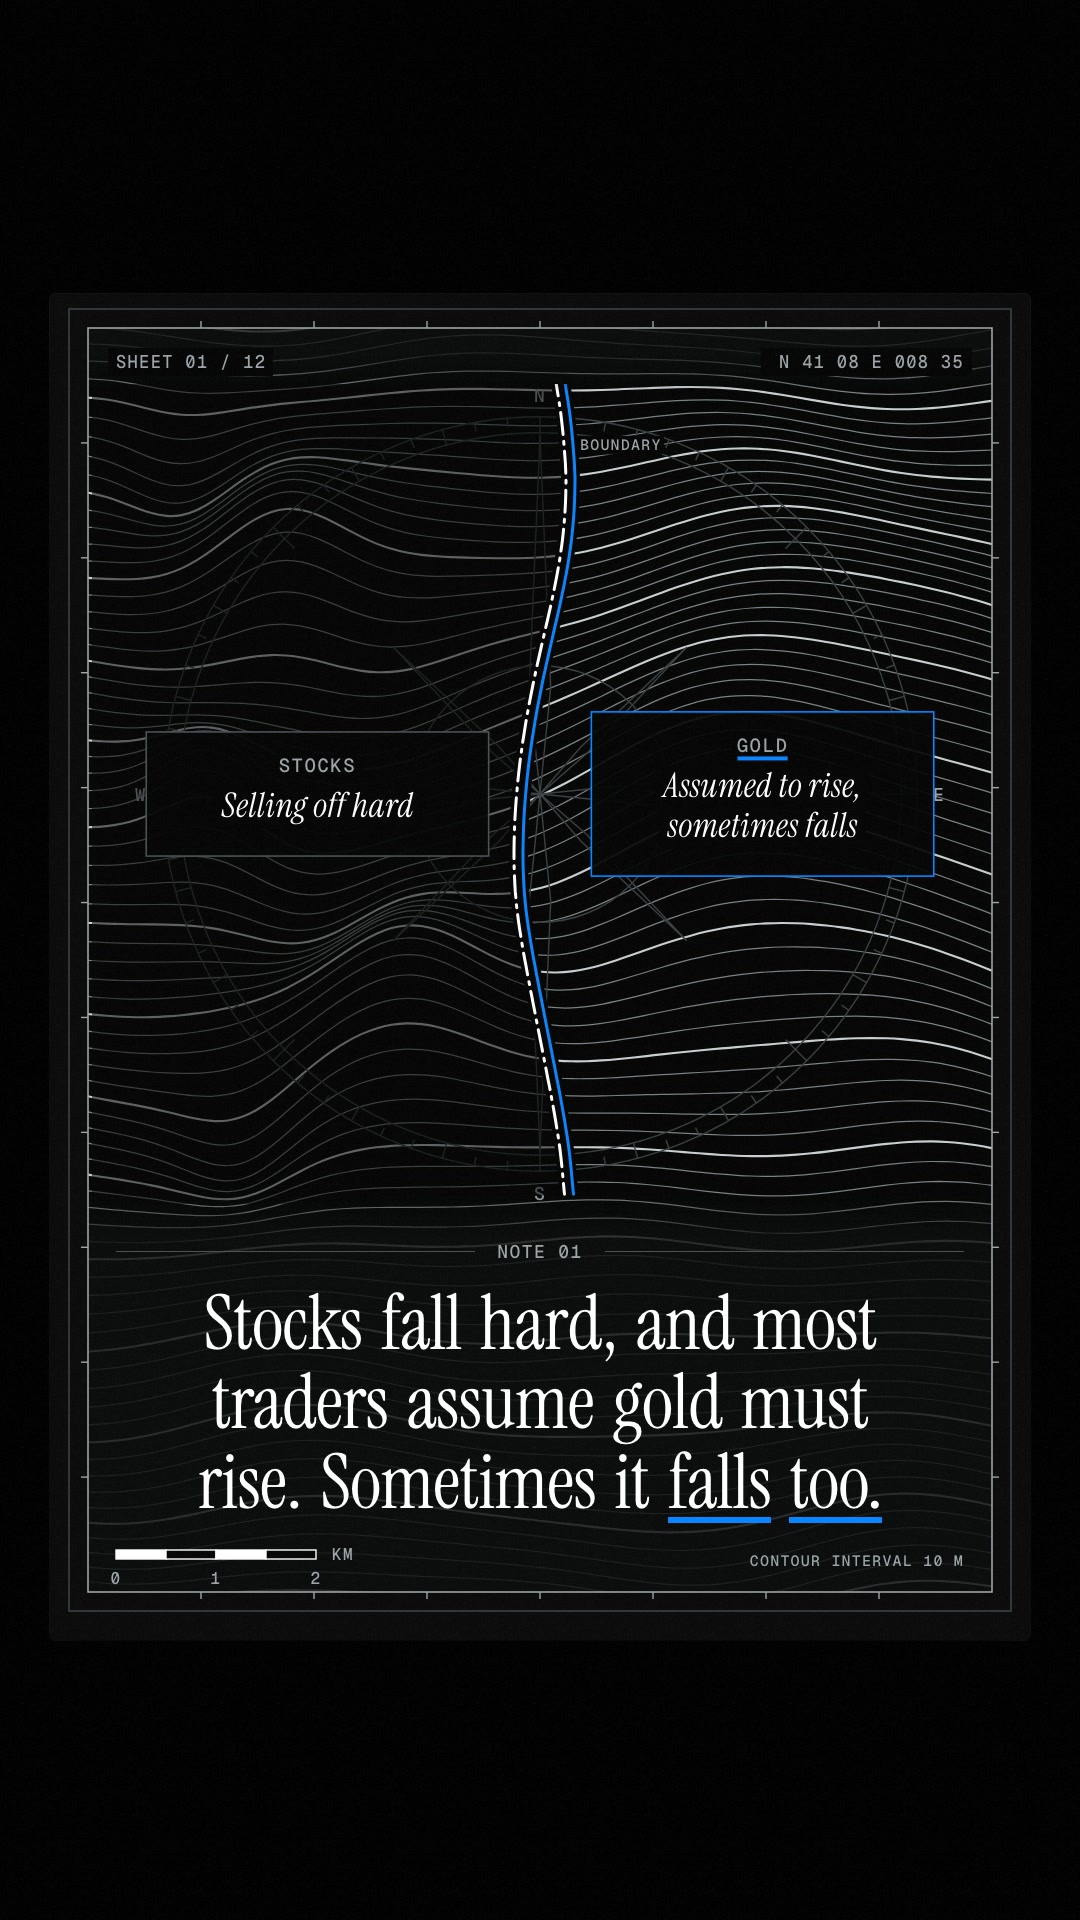 SHEET 01 / 12
N 41 08 E 008 35
N
BOUNDARY
STOCKS
Selling off hard
GOLD
Assumed to rise,
sometimes falls
W
E
S
NOTE 01
Stocks fall hard, and most
traders assume gold must
rise. Sometimes it falls too.
KM
0 1 2
CONTOUR INTERVAL 10 M